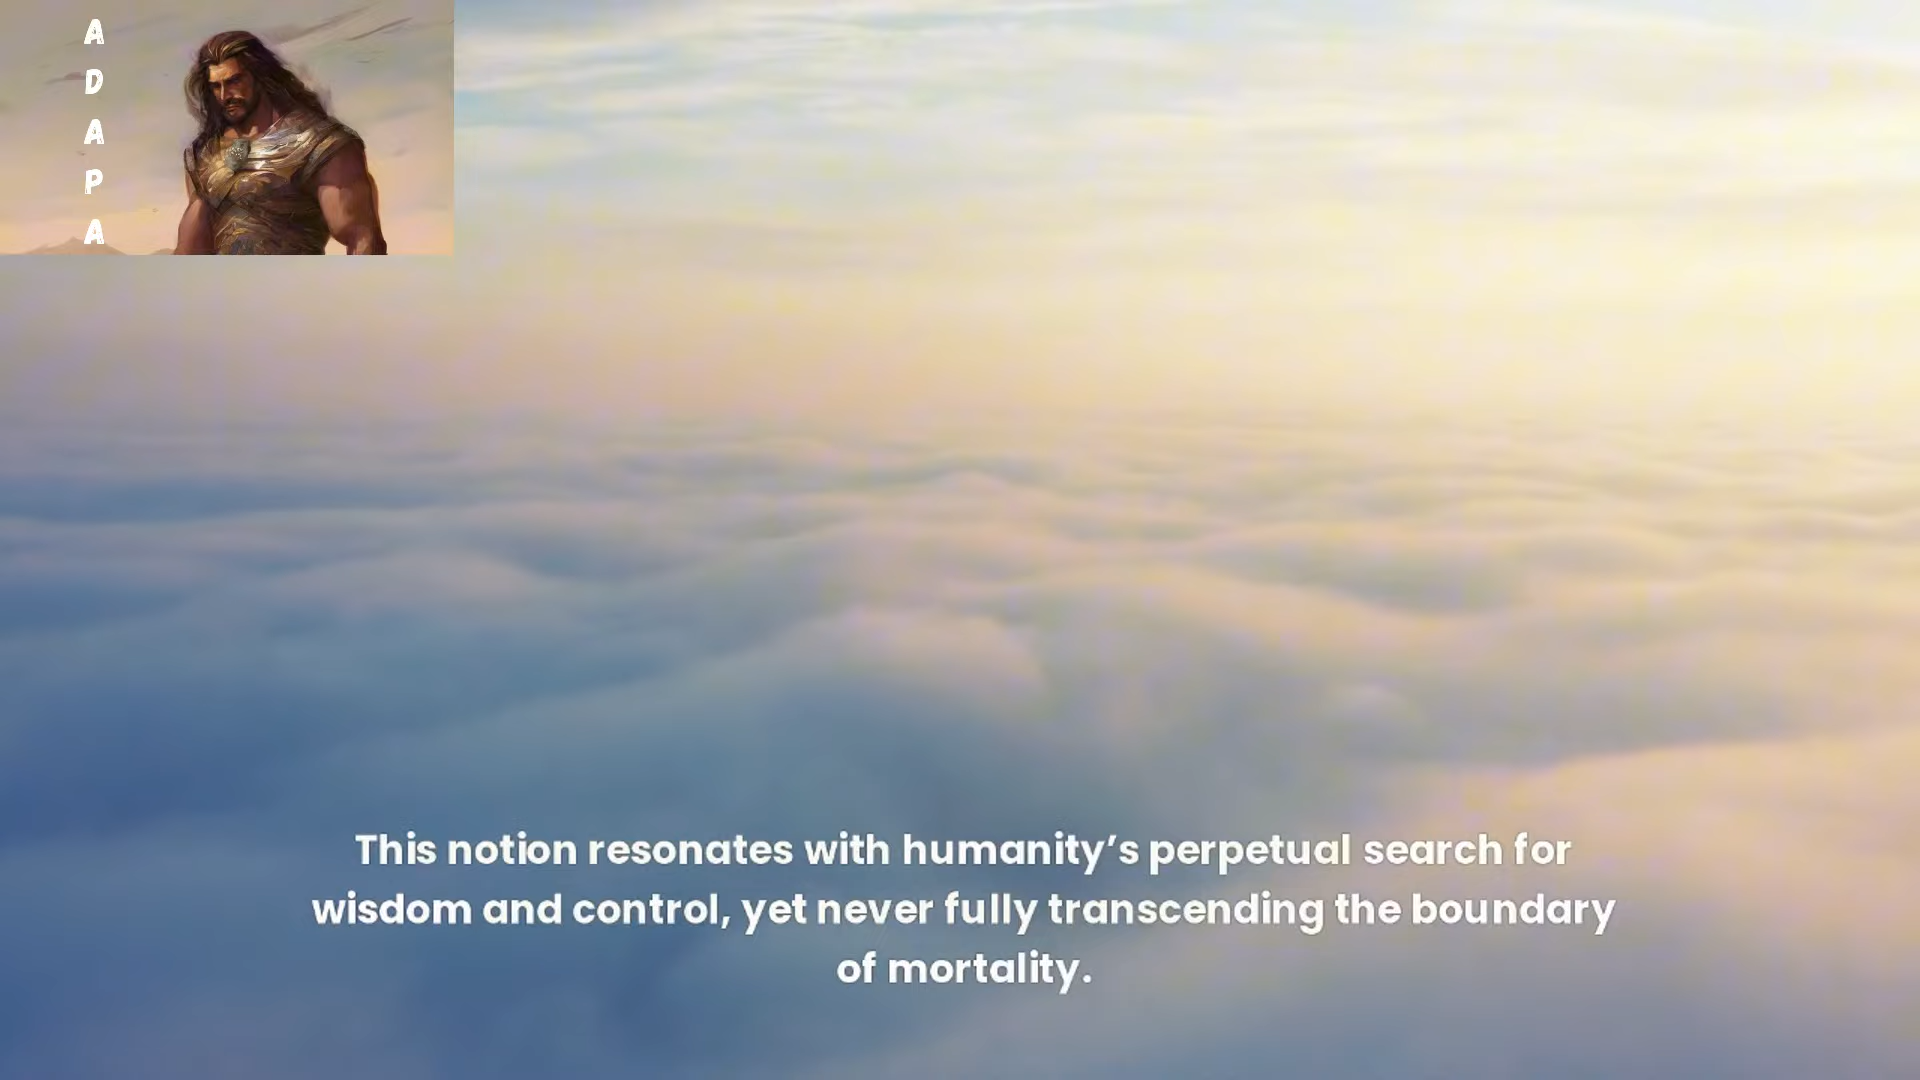 A
D
A
P
A
This notion resonates with humanity’s perpetual search for
wisdom and control, yet never fully transcending the boundary
of mortality.